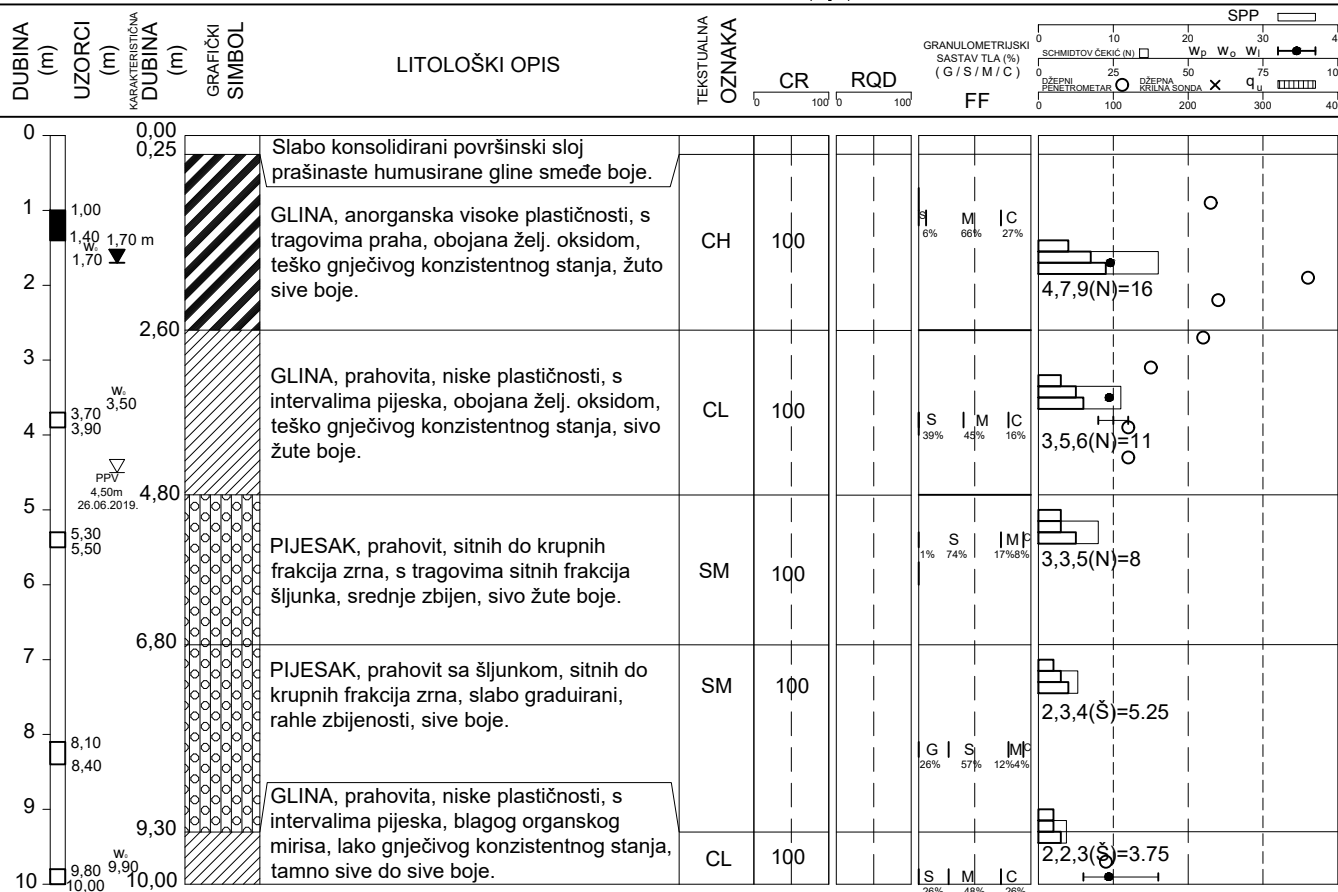 DUBINA (m)
UZORCI (m)
KARAKTERISTIČNA DUBINA (m)
GRAFIČKI SIMBOL
LITOLOŠKI OPIS
TEKSTUALNA OZNAKA
CR
0 100
RQD
0 100
GRANULOMETRIJSKI
SASTAV TLA (%)
( G / S / M / C )
FF
SPP
0 10 20 30
SCHMIDTOV ČEKIĆ (N)
Wp Wo Wl
0 25 50 75
DŽEPNI PENETROMETAR
DŽEPNA KRILNA SONDA
qu
0 100 200 300
0
0,00
0,25
Slabo konsolidirani površinski sloj
prašinaste humusirane gline smeđe boje.
1
1,00
1,40
Wo
1,70
1,70 m
GLINA, anorganska visoke plastičnosti, s
tragovima praha, obojana želj. oksidom,
teško gnječivog konzistentnog stanja, žuto
sive boje.
CH
100
S M C
6% 66% 27%
4,7,9(N)=16
2
2,60
3
Wo
3,50
3,70
3,90
GLINA, prahovita, niske plastičnosti, s
intervalima pijeska, obojana želj. oksidom,
teško gnječivog konzistentnog stanja, sivo
žute boje.
CL
100
S M C
39% 45% 16%
3,5,6(N)=11
4
PPV
4,50m
26.06.2019.
4,80
5
5,30
5,50
PIJESAK, prahovit, sitnih do krupnih
frakcija zrna, s tragovima sitnih frakcija
šljunka, srednje zbijen, sivo žute boje.
SM
100
S M C
1% 74% 17% 8%
3,3,5(N)=8
6
6,80
7
PIJESAK, prahovit sa šljunkom, sitnih do
krupnih frakcija zrna, slabo graduirani,
rahle zbijenosti, sive boje.
SM
100
2,3,4(Š)=5.25
8
8,10
8,40
G S M C
26% 57% 12% 4%
9
9,30
GLINA, prahovita, niske plastičnosti, s
intervalima pijeska, blagog organskog
mirisa, lako gnječivog konzistentnog stanja,
tamno sive do sive boje.
CL
100
2,2,3(Š)=3.75
Wo
9,90
9,80
10,00
10
10,00
S M C
26% 48% 26%